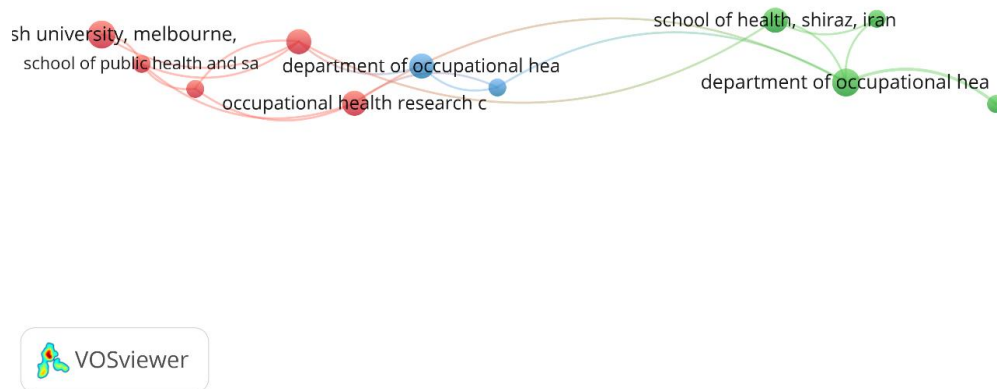 sh university, melbourne,
school of health, shiraz, iran
school of public health and sa
department of occupational hea
department of occupational hea
occupational health research c
VOSviewer